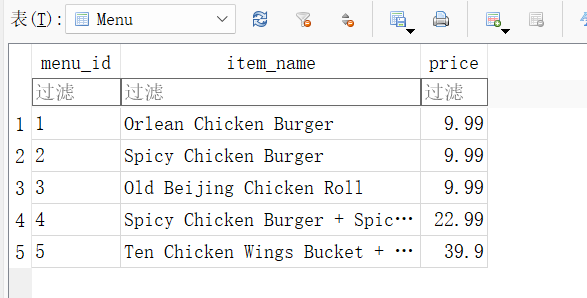 表(T): Menu
menu_id item_name price
过滤 过滤 过滤
1 1 Orlean Chicken Burger 9.99
2 2 Spicy Chicken Burger 9.99
3 3 Old Beijing Chicken Roll 9.99
4 4 Spicy Chicken Burger + Spic… 22.99
5 5 Ten Chicken Wings Bucket + … 39.9